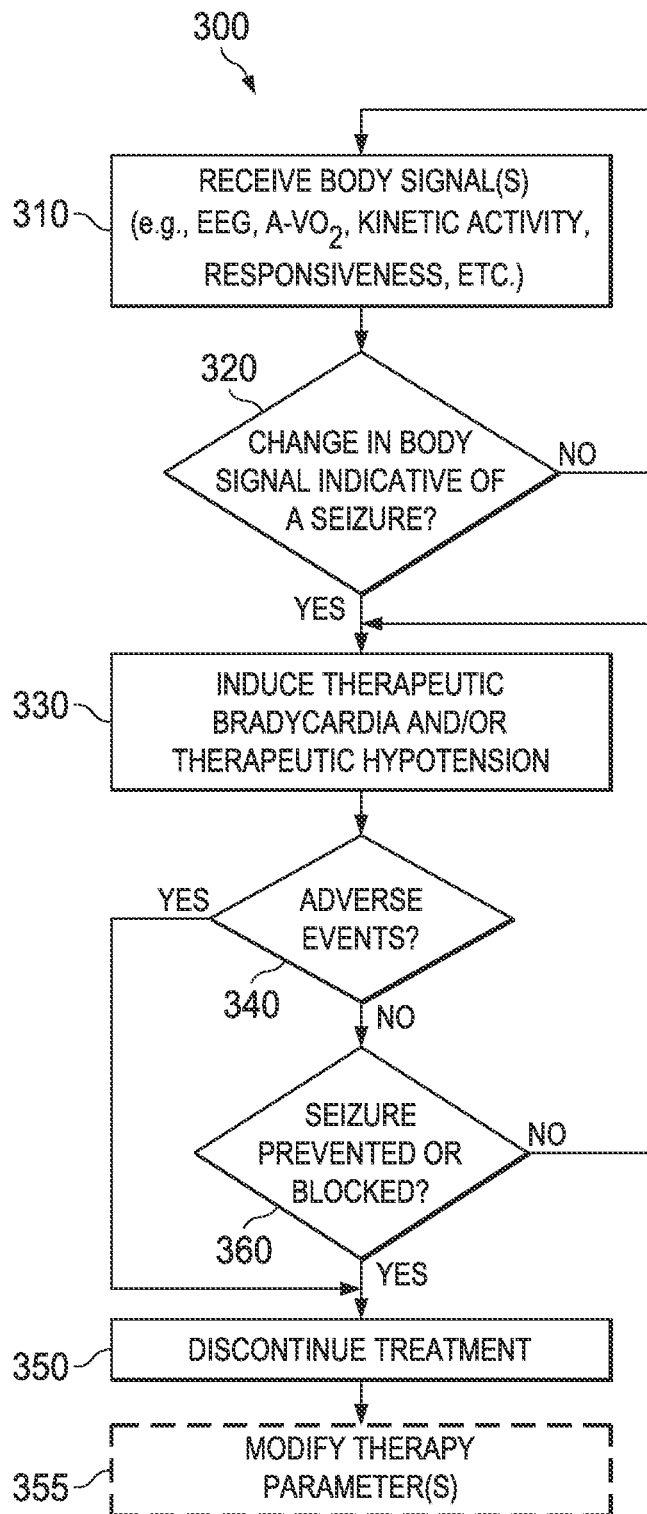 300
310
RECEIVE BODY SIGNAL(S)
(e.g., EEG, A-VO₂, KINETIC ACTIVITY,
RESPONSIVENESS, ETC.)
320
CHANGE IN BODY
SIGNAL INDICATIVE OF
A SEIZURE?
NO
YES
330
INDUCE THERAPEUTIC
BRADYCARDIA AND/OR
THERAPEUTIC HYPOTENSION
YES
ADVERSE
EVENTS?
340
NO
SEIZURE
PREVENTED OR
BLOCKED?
NO
360
YES
350
DISCONTINUE TREATMENT
355
MODIFY THERAPY
PARAMETER(S)